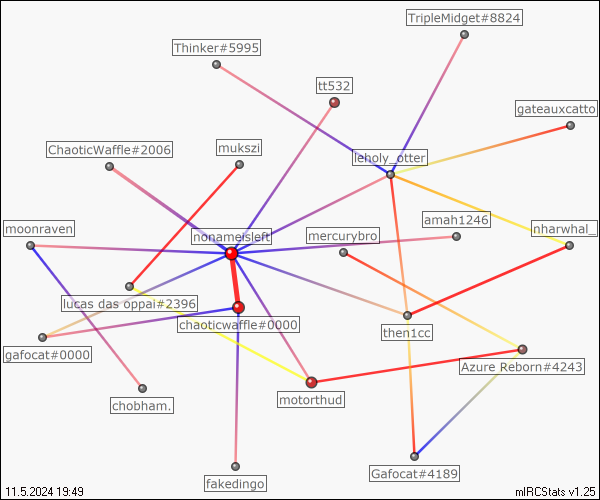 TripleMidget#8824
Thinker#5995
tt532
gateauxcatto
mukszi
ChaoticWaffle#2006
leholy_otter
amah1246
moonraven
nonameisleft
mercurybro
nharwhal_
lucas das oppai#2396
chaoticwaffle#0000
then1cc
gafocat#0000
Azure Reborn#4243
motorthud
chobham.
Gafocat#4189
fakedingo
11.5.2024 19:49
mIRCStats v1.25